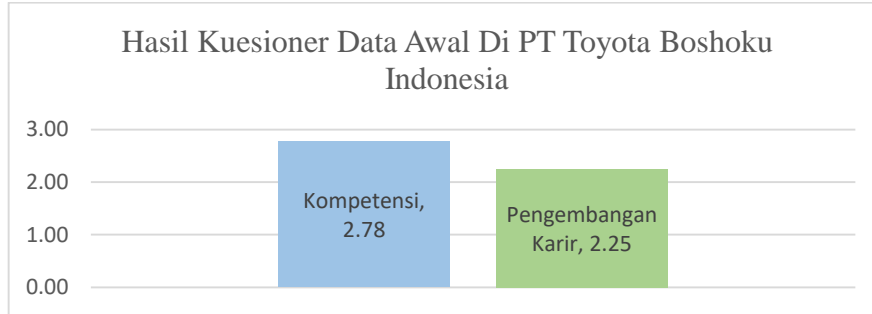 Hasil Kuesioner Data Awal Di PT Toyota Boshoku
Indonesia
3.00
2.00
1.00
0.00
Kompetensi,
2.78
Pengembangan
Karir, 2.25